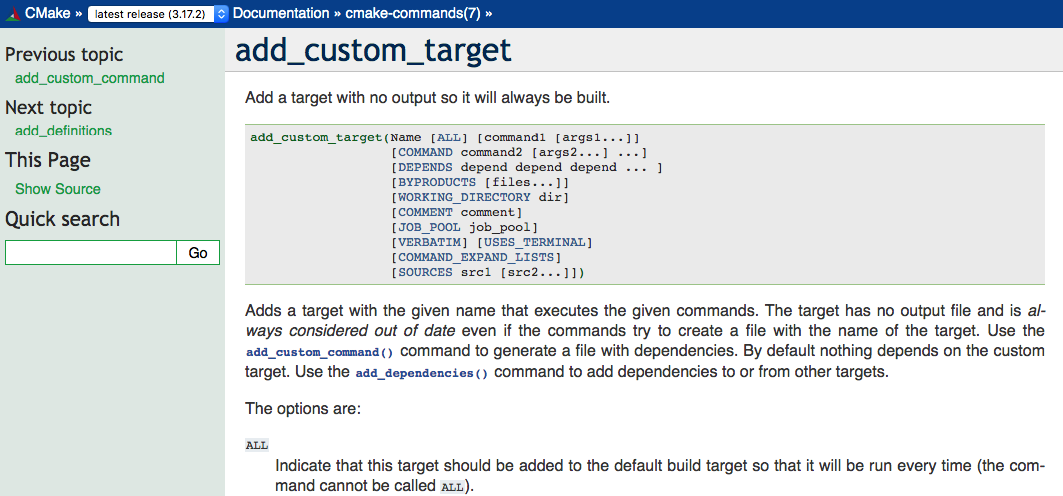 CMake » latest release (3.17.2) Documentation » cmake-commands(7) »
Previous topic
add_custom_command
Next topic
add_definitions
This Page
Show Source
Quick search
Go
add_custom_target
Add a target with no output so it will always be built.
add_custom_target(Name [ALL] [command1 [args1...]]
[COMMAND command2 [args2...] ...]
[DEPENDS depend depend depend ... ]
[BYPRODUCTS [files...]]
[WORKING_DIRECTORY dir]
[COMMENT comment]
[JOB_POOL job_pool]
[VERBATIM] [USES_TERMINAL]
[COMMAND_EXPAND_LISTS]
[SOURCES src1 [src2...]])
Adds a target with the given name that executes the given commands. The target has no output file and is al-
ways considered out of date even if the commands try to create a file with the name of the target. Use the
add_custom_command() command to generate a file with dependencies. By default nothing depends on the custom
target. Use the add_dependencies() command to add dependencies to or from other targets.
The options are:
ALL
Indicate that this target should be added to the default build target so that it will be run every time (the com-
mand cannot be called ALL).